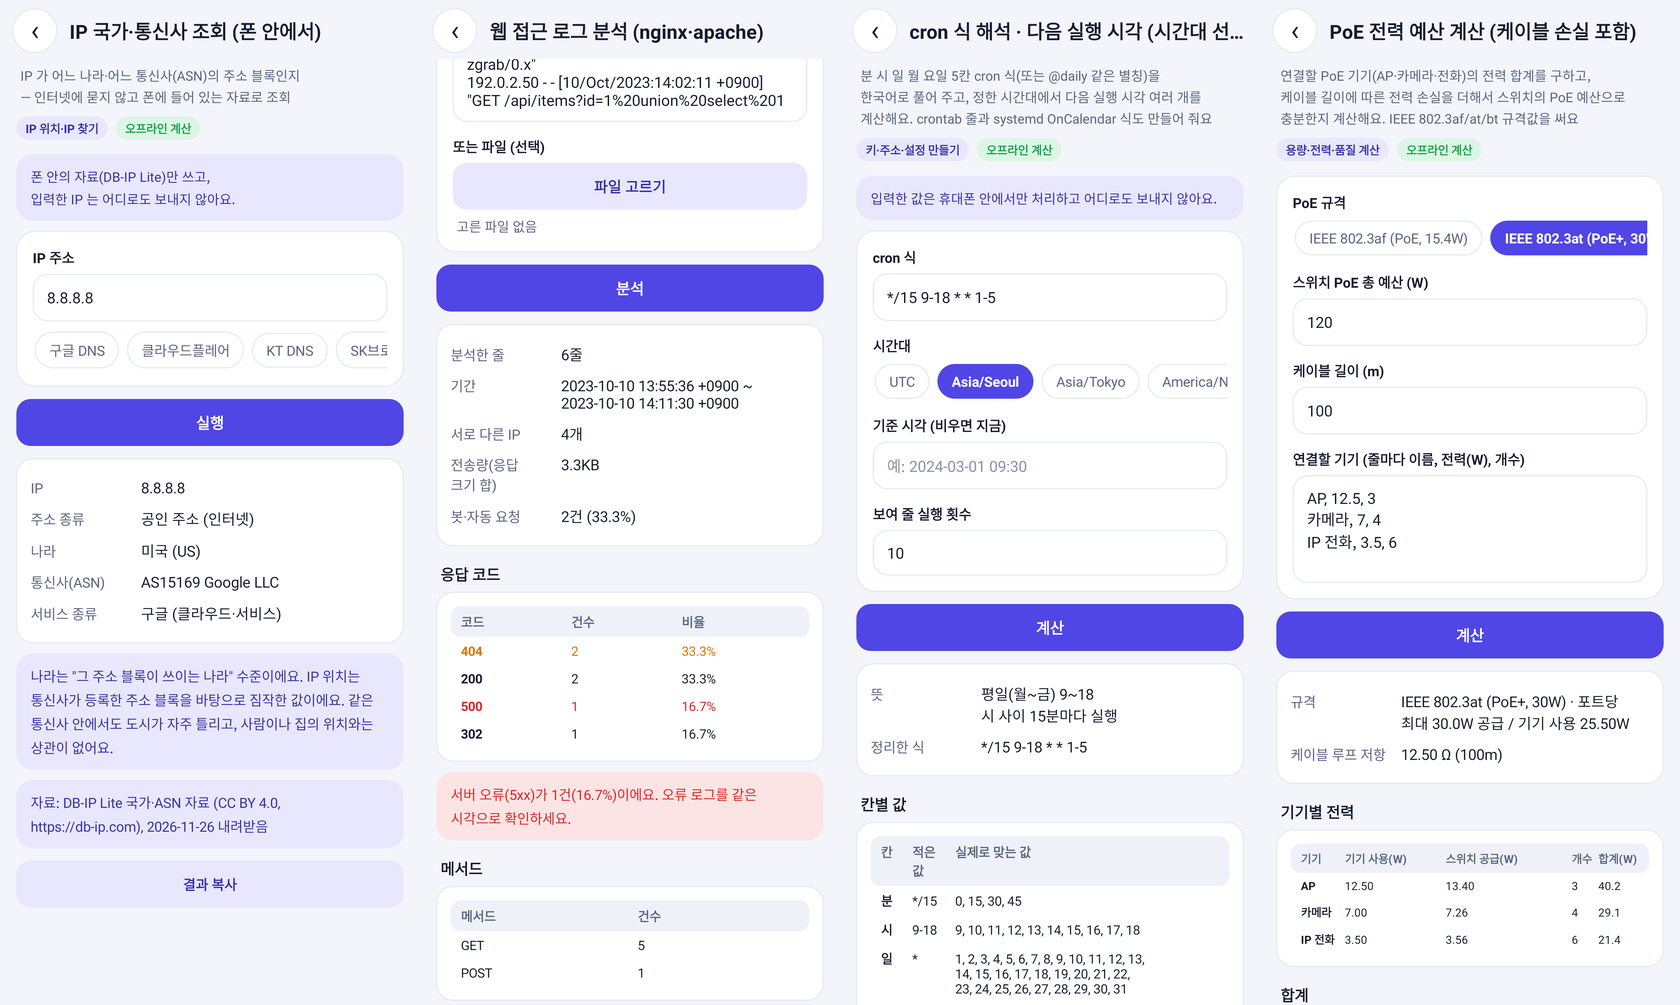 IP 국가·통신사 조회 (폰 안에서)
IP 가 어느 나라·어느 통신사(ASN)의 주소 블록인지
— 인터넷에 묻지 않고 폰에 들어 있는 자료로 조회
IP 위치·IP 찾기
오프라인 계산
폰 안의 자료(DB-IP Lite)만 쓰고,
입력한 IP 는 어디로도 보내지 않아요.
IP 주소
8.8.8.8
구글 DNS
클라우드플레어
KT DNS
SK브로
실행
IP 8.8.8.8
주소 종류 공인 주소 (인터넷)
나라 미국 (US)
통신사(ASN) AS15169 Google LLC
서비스 종류 구글 (클라우드·서비스)
나라는 "그 주소 블록이 쓰이는 나라" 수준이에요. IP 위치는
통신사가 등록한 주소 블록을 바탕으로 짐작한 값이에요. 같은
통신사 안에서도 도시가 자주 틀리고, 사람이나 집의 위치와는
상관이 없어요.
자료: DB-IP Lite 국가·ASN 자료 (CC BY 4.0,
https://db-ip.com), 2026-11-26 내려받음
결과 복사
웹 접근 로그 분석 (nginx·apache)
zgrab/0.x"
192.0.2.50 - - [10/Oct/2023:14:02:11 +0900]
"GET /api/items?id=1%20union%20select%201
또는 파일 (선택)
파일 고르기
고른 파일 없음
분석
분석한 줄 6줄
기간 2023-10-10 13:55:36 +0900 ~
2023-10-10 14:11:30 +0900
서로 다른 IP 4개
전송량(응답 3.3KB
크기 합)
봇·자동 요청 2건 (33.3%)
응답 코드
코드 건수 비율
404 2 33.3%
200 2 33.3%
500 1 16.7%
302 1 16.7%
서버 오류(5xx)가 1건(16.7%)이에요. 오류 로그를 같은
시각으로 확인하세요.
메서드
메서드 건수
GET 5
POST 1
cron 식 해석 · 다음 실행 시각 (시간대 선...
분 시 일 월 요일 5칸 cron 식(또는 @daily 같은 별칭)을
한국어로 풀어 주고, 정한 시간대에서 다음 실행 시각 여러 개를
계산해요. crontab 줄과 systemd OnCalendar 식도 만들어 줘요
키·주소·설정 만들기
오프라인 계산
입력한 값은 휴대폰 안에서만 처리하고 어디로도 보내지 않아요.
cron 식
*/15 9-18 * * 1-5
시간대
UTC
Asia/Seoul
Asia/Tokyo
America/N
기준 시각 (비우면 지금)
예: 2024-03-01 09:30
보여 줄 실행 횟수
10
계산
뜻 평일(월~금) 9~18
시 사이 15분마다 실행
정리한 식 */15 9-18 * * 1-5
칸별 값
칸 적은 실제로 맞는 값
값
분 */15 0, 15, 30, 45
시 9-18 9, 10, 11, 12, 13, 14, 15, 16, 17, 18
일 * 1, 2, 3, 4, 5, 6, 7, 8, 9, 10, 11, 12, 13,
14, 15, 16, 17, 18, 19, 20, 21, 22,
23, 24, 25, 26, 27, 28, 29, 30, 31
PoE 전력 예산 계산 (케이블 손실 포함)
연결할 PoE 기기(AP·카메라·전화)의 전력 합계를 구하고,
케이블 길이에 따른 전력 손실을 더해서 스위치의 PoE 예산으로
충분한지 계산해요. IEEE 802.3af/at/bt 규격값을 써요
용량·전력·품질 계산
오프라인 계산
PoE 규격
IEEE 802.3af (PoE, 15.4W)
IEEE 802.3at (PoE+, 30
스위치 PoE 총 예산 (W)
120
케이블 길이 (m)
100
연결할 기기 (줄마다 이름, 전력(W), 개수)
AP, 12.5, 3
카메라, 7, 4
IP 전화, 3.5, 6
계산
규격 IEEE 802.3at (PoE+, 30W) · 포트당
최대 30.0W 공급 / 기기 사용 25.50W
케이블 루프 저항 12.50 Ω (100m)
기기별 전력
기기 기기 사용(W) 스위치 공급(W) 개수 합계(W)
AP 12.50 13.40 3 40.2
카메라 7.00 7.26 4 29.1
IP 전화 3.50 3.56 6 21.4
합계